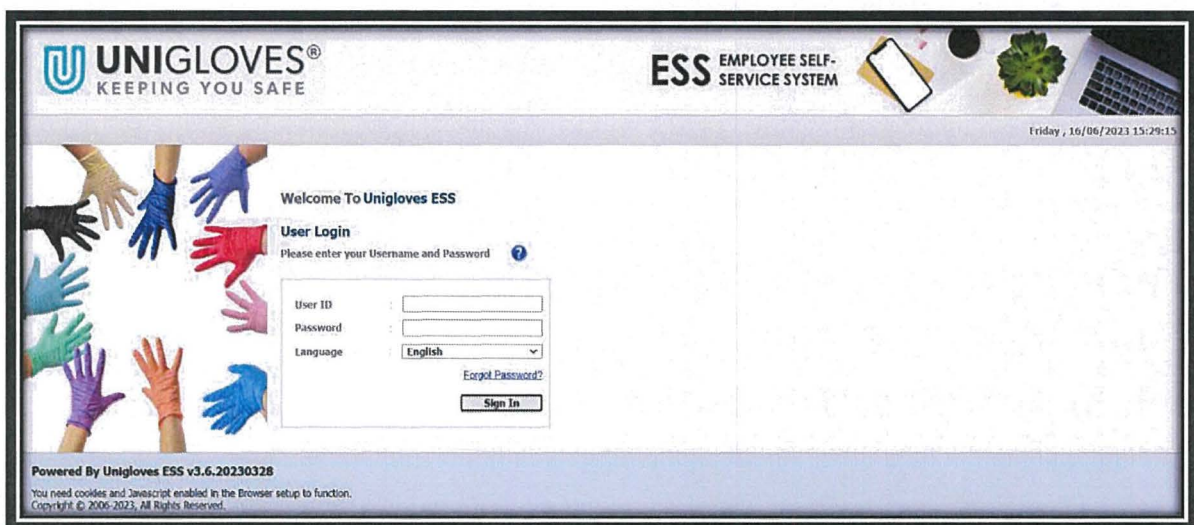 UNIGLOVES®
KEEPING YOU SAFE
ESS EMPLOYEE SELF-
SERVICE SYSTEM
Friday , 16/06/2023 15:29:15
Welcome To Unigloves ESS
User Login
Please enter your Username and Password ?
User ID :
Password :
Language : English
Forgot Password?
Sign In
Powered By Unigloves ESS v3.6.20230328
You need cookies and Javascript enabled in the Browser setup to function.
Copyright © 2006-2023, All Rights Reserved.